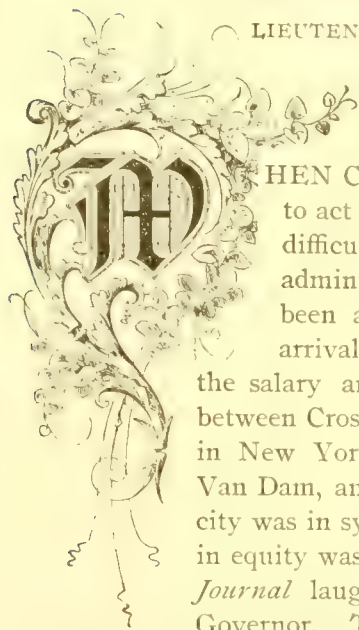 LIEUTEN
WHEN C
to act
difficu
admin
been a
arrival
the salary an
between Cros
in New Yor
Van Dam, an
city was in sy
in equity was
Journal laug
Governor. T